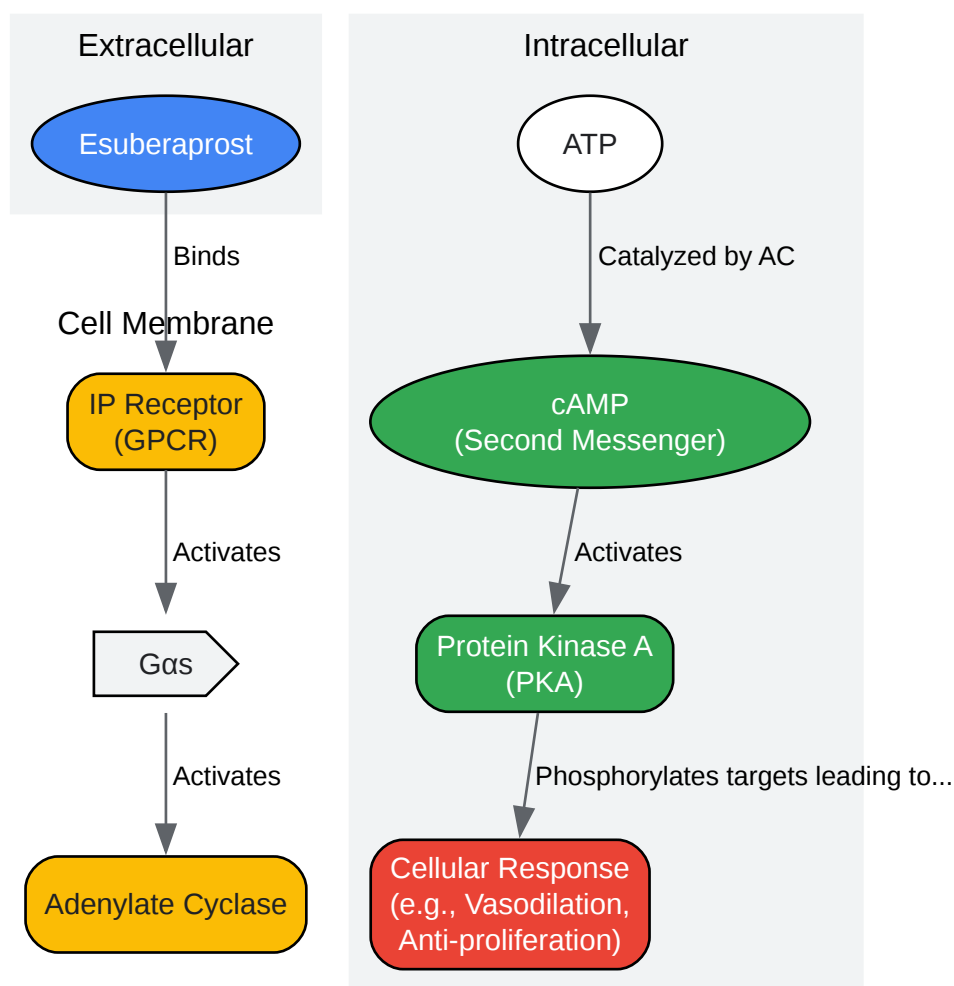 Extracellular
Esuberaprost
Binds
Cell Membrane
IP Receptor
(GPCR)
Activates
Gαs
Activates
Adenylate Cyclase
Intracellular
ATP
Catalyzed by AC
cAMP
(Second Messenger)
Activates
Protein Kinase A
(PKA)
Phosphorylates targets leading to...
Cellular Response
(e.g., Vasodilation,
Anti-proliferation)